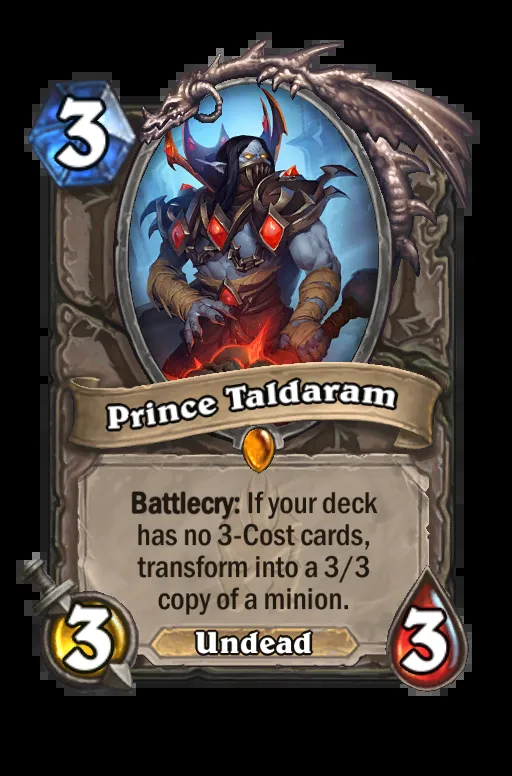 3
Prince Taldaram
Battlecry: If your deck
has no 3-Cost cards,
transform into a 3/3
copy of a minion.
3
Undead
3